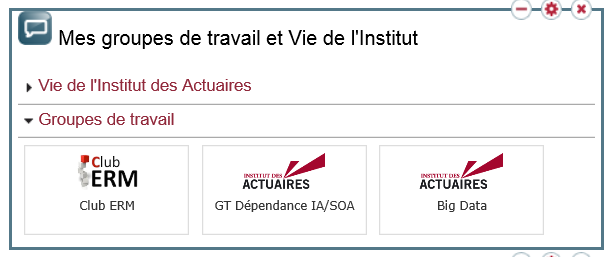 Mes groupes de travail et Vie de l'Institut
Vie de l'Institut des Actuaires
Groupes de travail
Club
ERM
Club ERM
INSTITUT DES
ACTUAIRES
GT Dépendance IA/SOA
INSTITUT DES
ACTUAIRES
Big Data